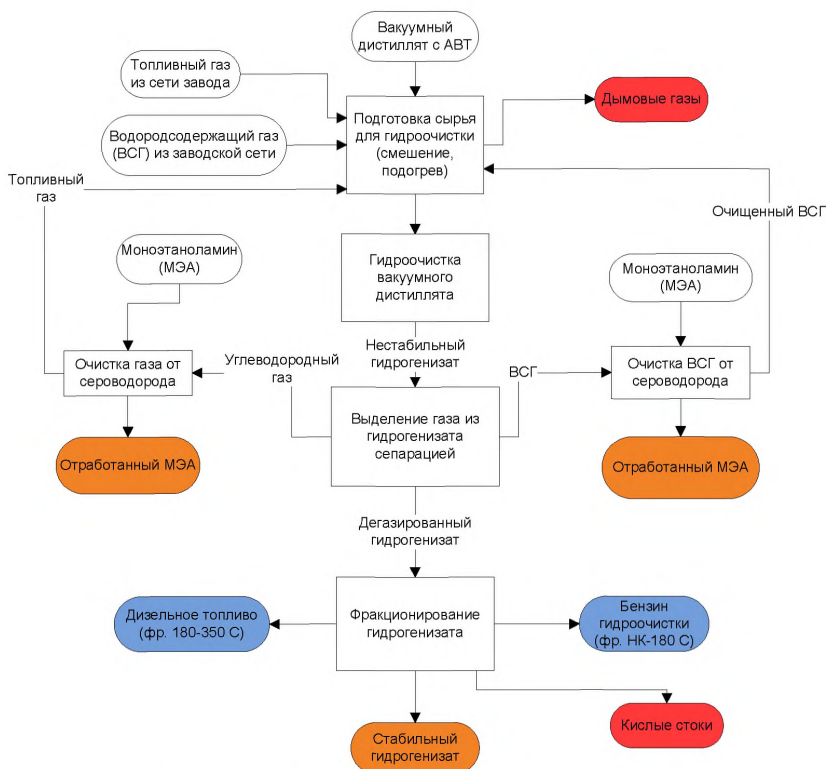 Вакуумный
дистиллят с АВТ
Топливный газ
из сети завода
Дымовые газы
Подготовка сырья
для гидроочистки
(смешение,
подогрев)
Водородсодержащий газ
(ВСГ) из заводской сети
Топливный
газ
Очищенный ВСГ
Моноэтаноламин
(МЭА)
Гидроочистка
вакуумного
дистиллята
Моноэтаноламин
(МЭА)
Нестабильный
гидрогенизат
Очистка газа от
сероводорода
Углеводородный
газ
ВСГ
Очистка ВСГ от
сероводорода
Выделение газа из
гидрогенизата
сепарацией
Отработанный МЭА
Отработанный МЭА
Дегазированный
гидрогенизат
Дизельное топливо
(фр. 180-350 С)
Фракционирование
гидрогенизата
Бензин
гидроочистки
(фр. НК-180 С)
Кислые стоки
Стабильный
гидрогенизат